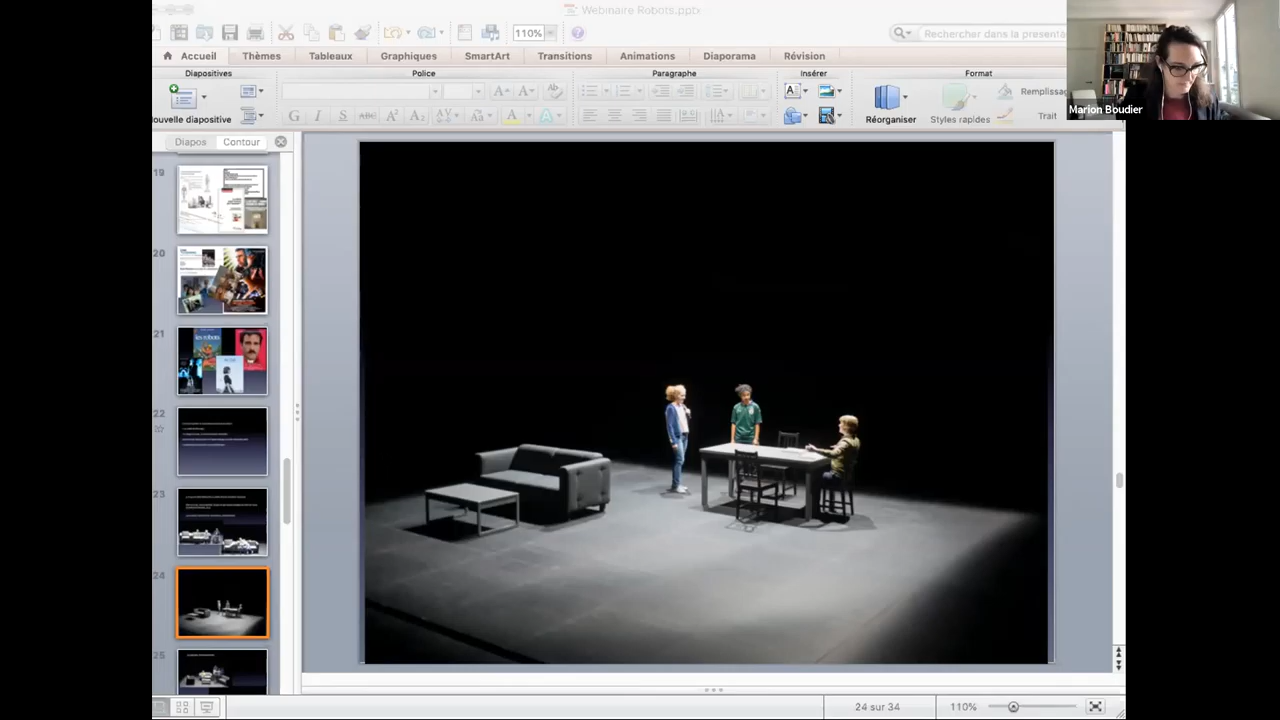 Webmaire Robots.pptx
110%
Rechercher dans la présenta
Accueil Thèmes Tableaux Graphiques SmartArt Transitions Animations Diaporama Révision
Diapositives Police Paragraphe Insérer Format
Nouvelle diapositive
Réorganiser
Styles rapides
Remplissag
Trait
Marion Boudier
Diapos Contour
19
20
21
22
23
24
25
24 sur 34
110%